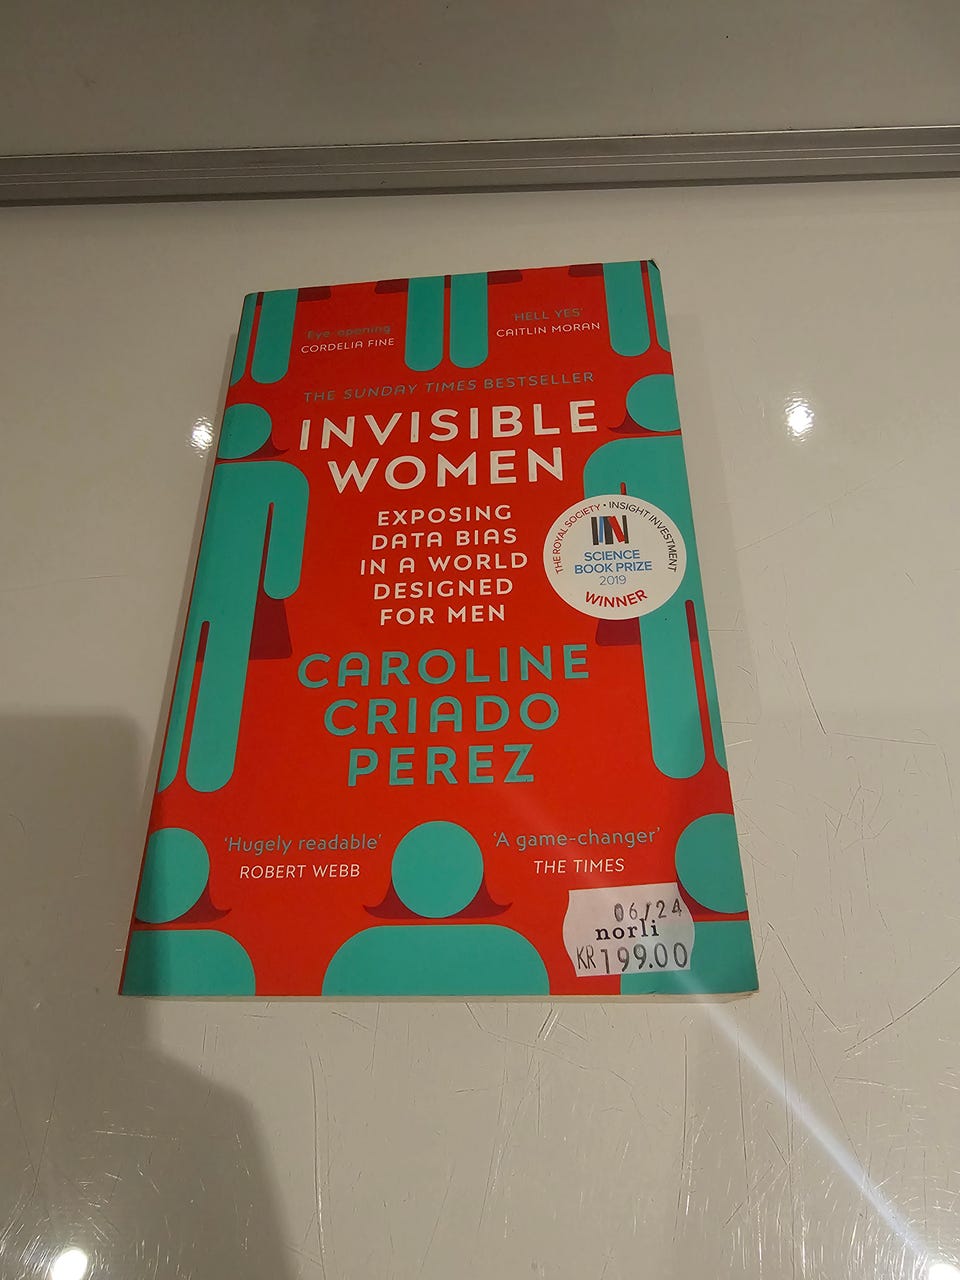 'Eye-opening'
CORDELIA FINE
'HELL YES'
CAITLIN MORAN
THE SUNDAY TIMES BESTSELLER
INVISIBLE
WOMEN
EXPOSING
DATA BIAS
IN A WORLD
DESIGNED
FOR MEN
THE ROYAL SOCIETY • INSIGHT INVESTMENT
SCIENCE
BOOK PRIZE
2019
WINNER
CAROLINE
CRIADO
PEREZ
'Hugely readable'
ROBERT WEBB
'A game-changer'
THE TIMES
06/24
norli
KR199.00